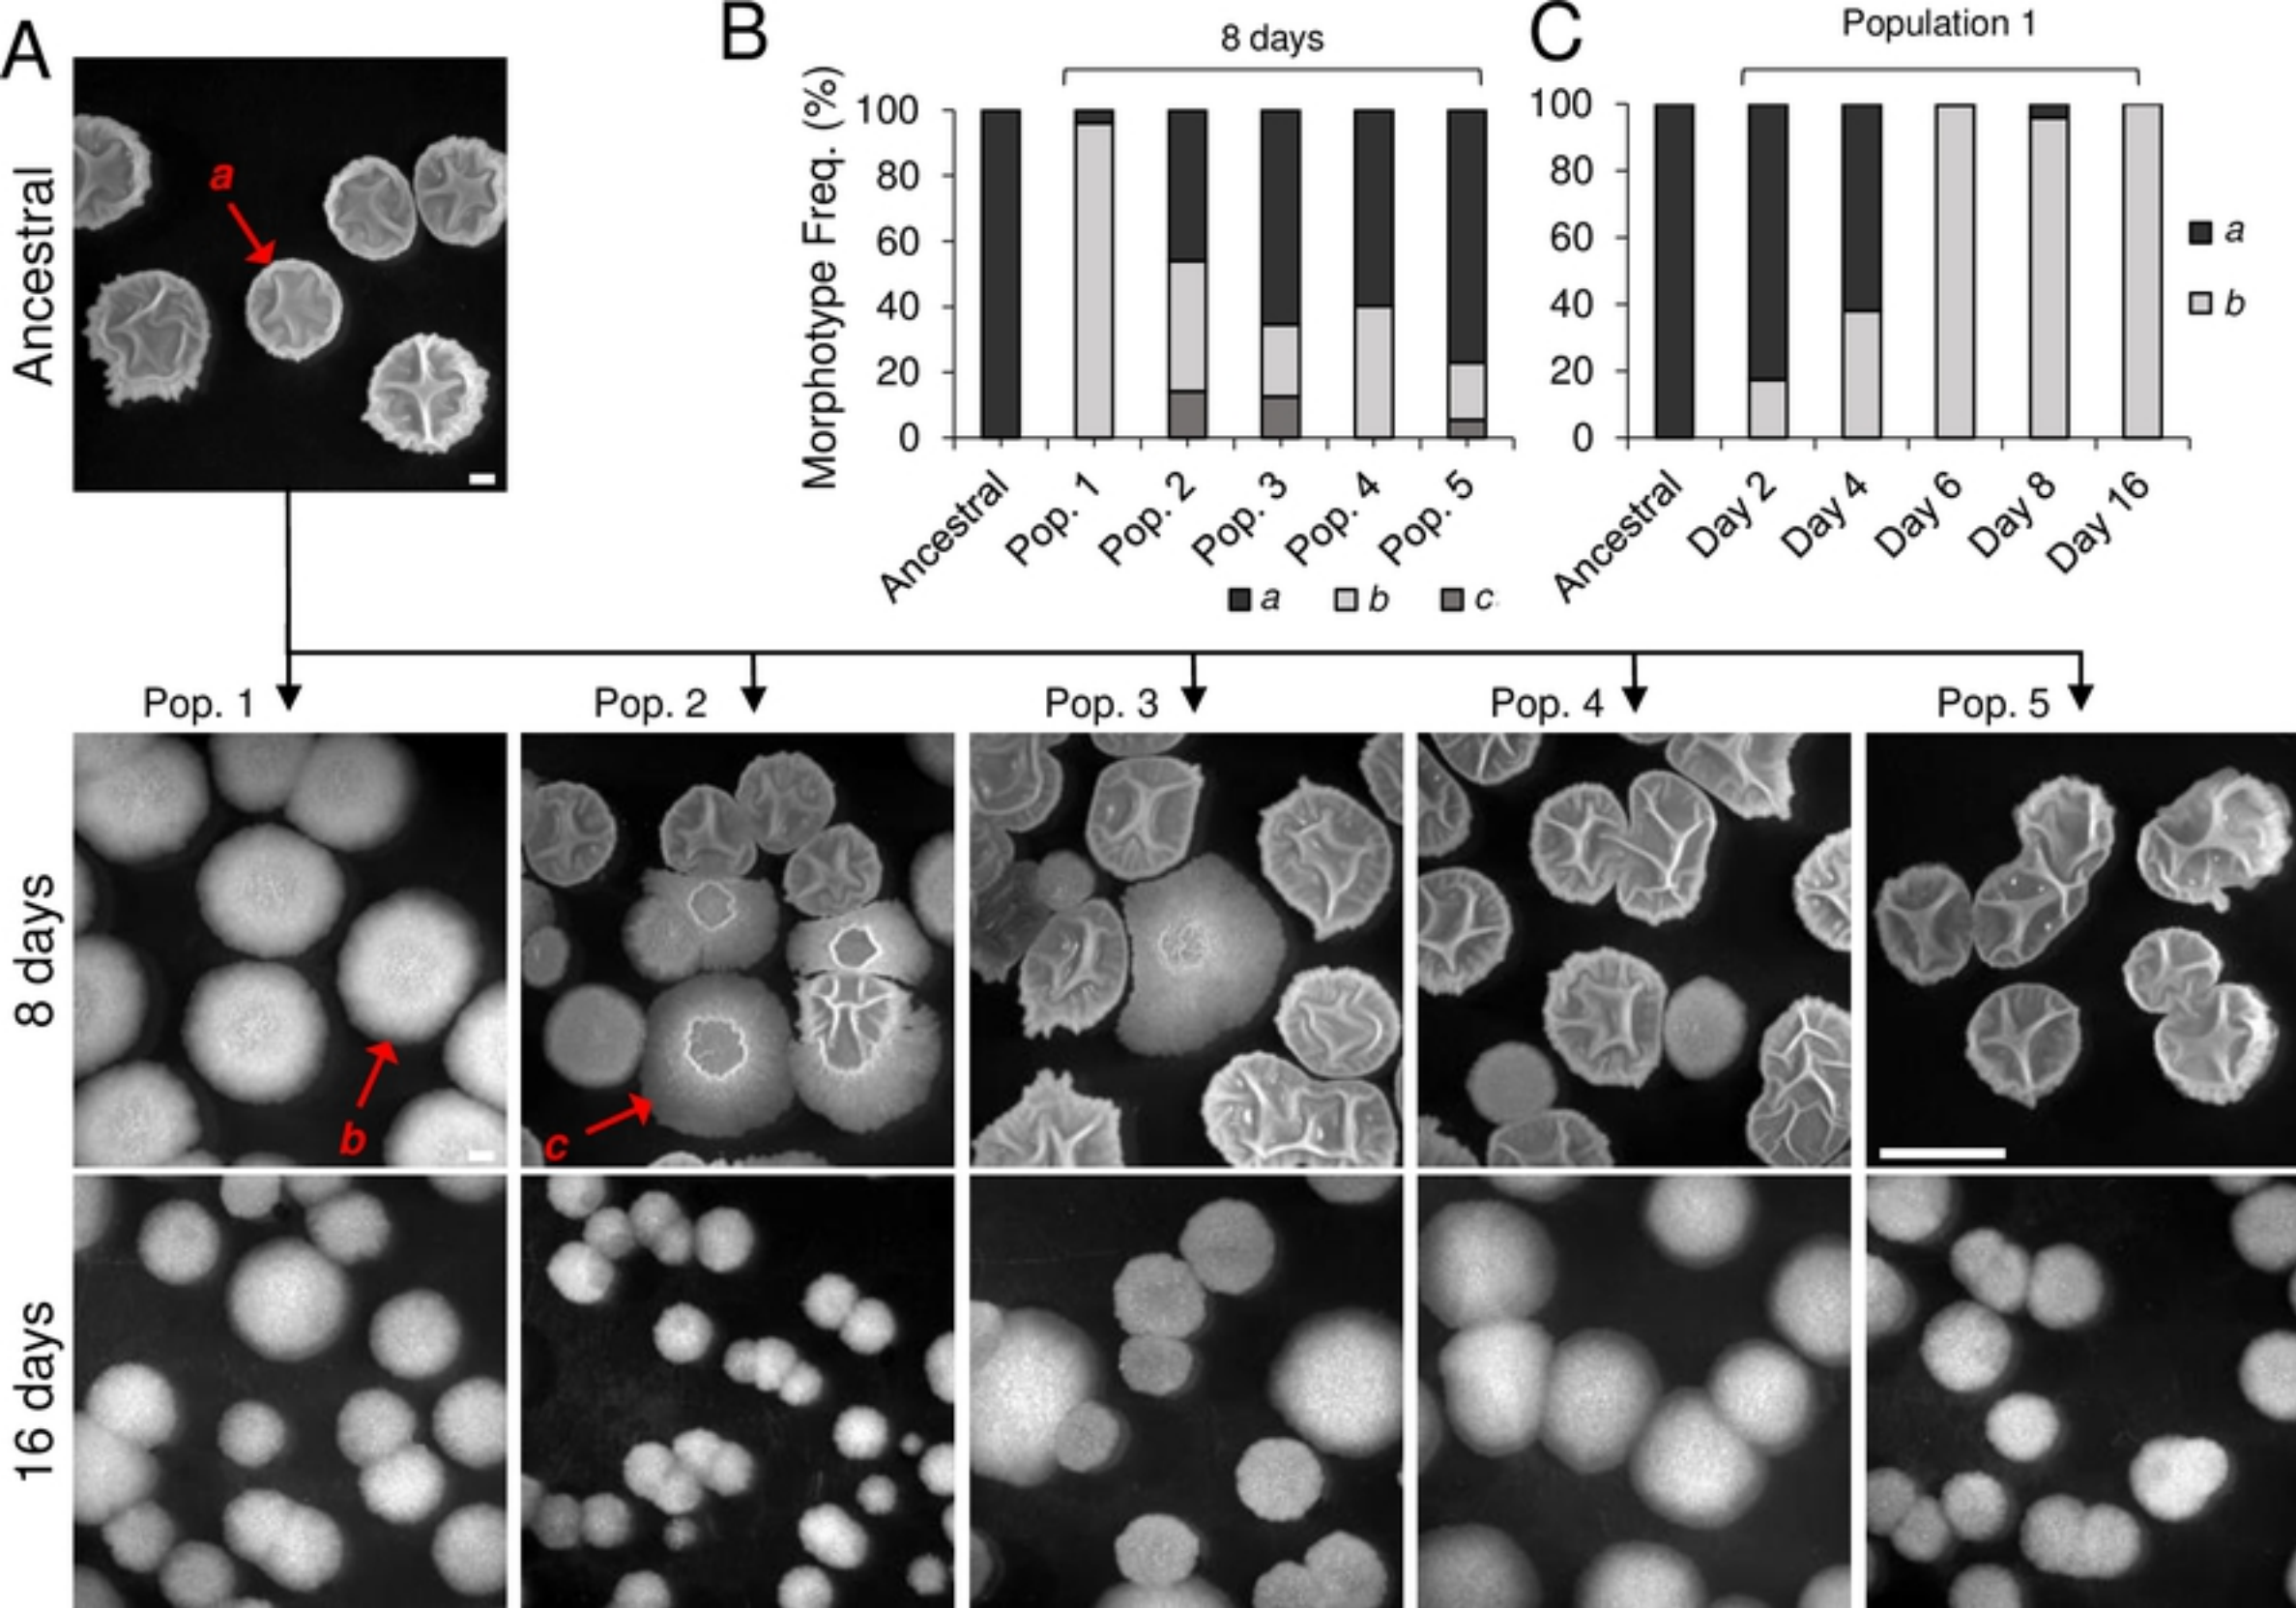 A
Ancestral
a
B
8 days
Morphotype Freq. (%)
100
80
60
40
20
0
Ancestral
Pop. 1
Pop. 2
Pop. 3
Pop. 4
Pop. 5
a
b
c
C
Population 1
100
80
60
40
20
0
Ancestral
Day 2
Day 4
Day 6
Day 8
Day 16
a
b
Pop. 1
Pop. 2
Pop. 3
Pop. 4
Pop. 5
8 days
b
c
16 days